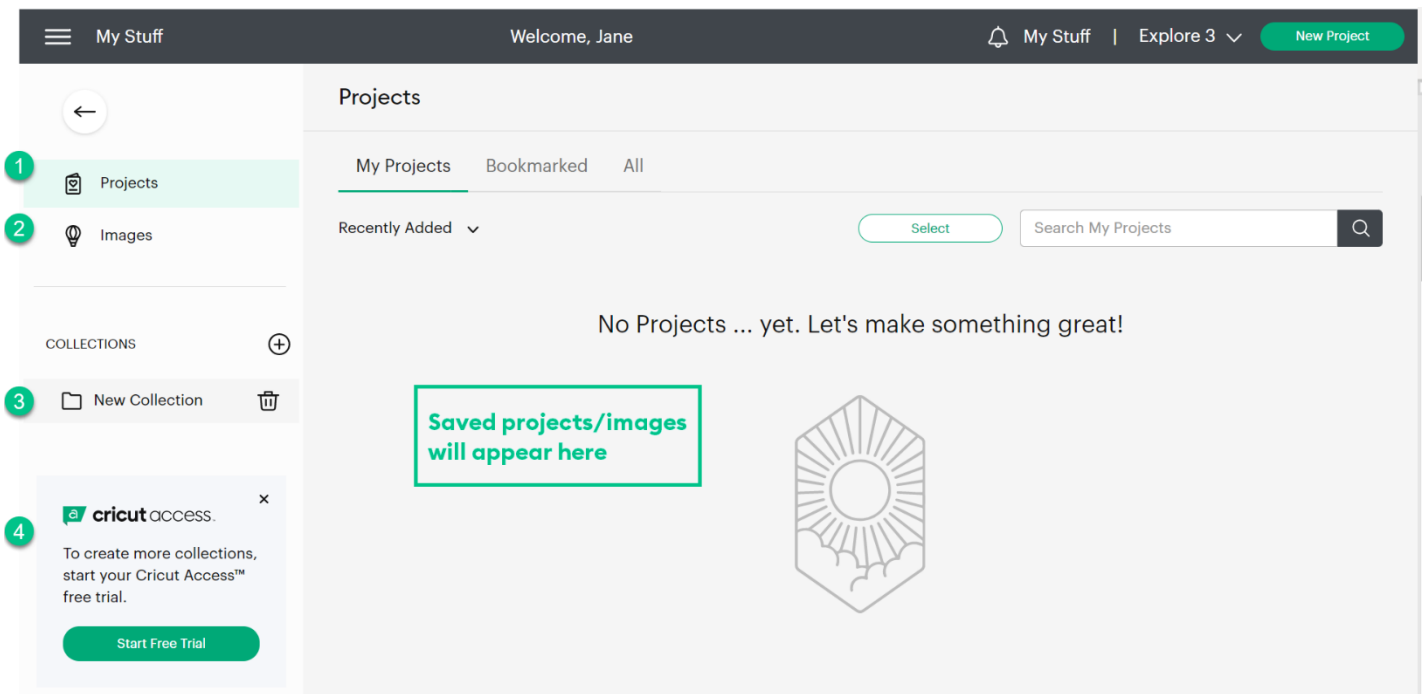 My Stuff
Welcome, Jane
My Stuff | Explore 3
New Project
Projects
1
Projects
2
Images
COLLECTIONS
3
New Collection
4
a cricut access.
To create more collections,
start your Cricut Access™
free trial.
Start Free Trial
My Projects Bookmarked All
Recently Added
Select
Search My Projects
No Projects ... yet. Let's make something great!
Saved projects/images
will appear here